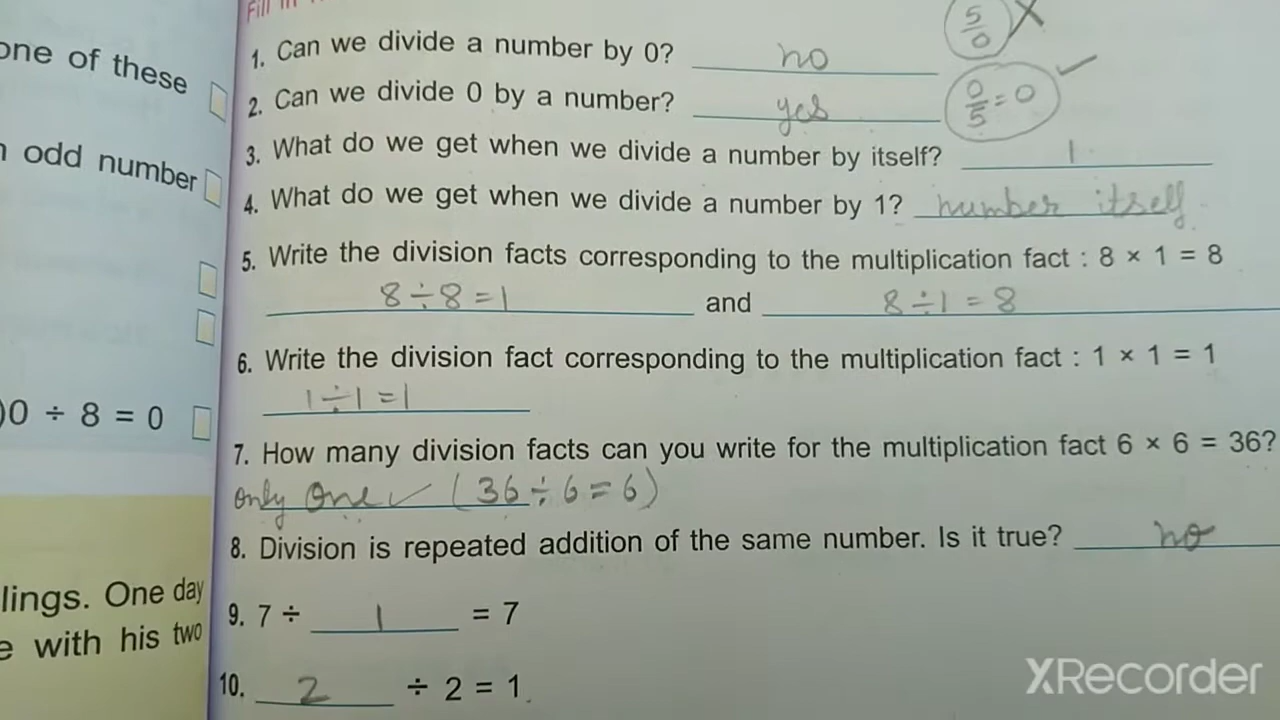 Fill in
one of these
odd number
0 ÷ 8 = 0
lings. One day
e with his two
1. Can we divide a number by 0? no
5/0 ✗
2. Can we divide 0 by a number? yes
0/5 = 0 ✓
3. What do we get when we divide a number by itself? 1
4. What do we get when we divide a number by 1? number itself.
5. Write the division facts corresponding to the multiplication fact : 8 × 1 = 8
8 ÷ 8 = 1 and 8 ÷ 1 = 8
6. Write the division fact corresponding to the multiplication fact : 1 × 1 = 1
1 ÷ 1 = 1
7. How many division facts can you write for the multiplication fact 6 × 6 = 36?
only One ✓ (36 ÷ 6 = 6)
8. Division is repeated addition of the same number. Is it true? no
9. 7 ÷ 1 = 7
10. 2 ÷ 2 = 1.
XRecorder